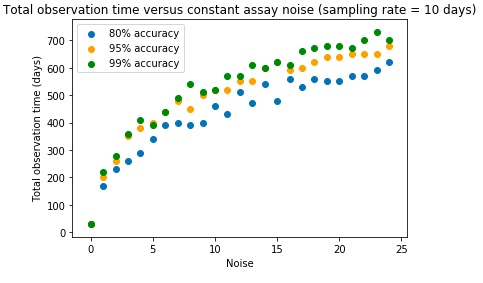 Total observation time versus constant assay noise (sampling rate = 10 days)
80% accuracy
95% accuracy
99% accuracy
Total observation time (days)
700
600
500
400
300
200
100
0
0 5 10 15 20 25
Noise